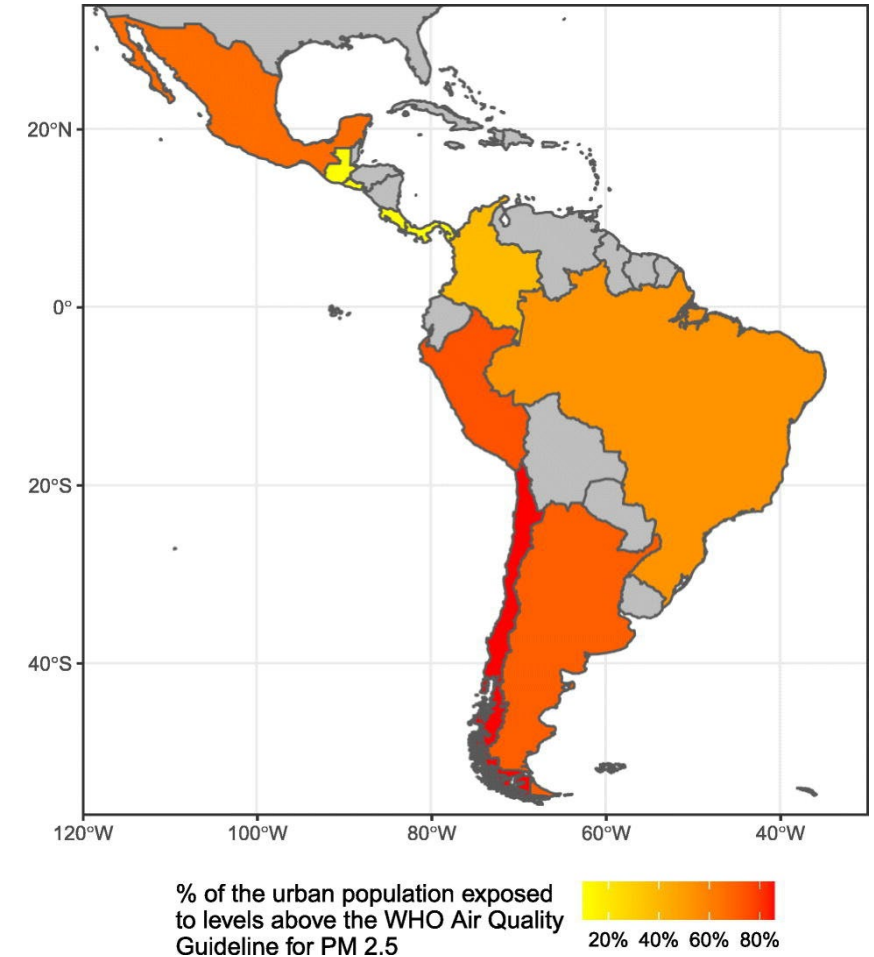 20°N
0°
20°S
40°S
120°W 100°W 80°W 60°W 40°W
% of the urban population exposed
to levels above the WHO Air Quality
Guideline for PM 2.5
20% 40% 60% 80%